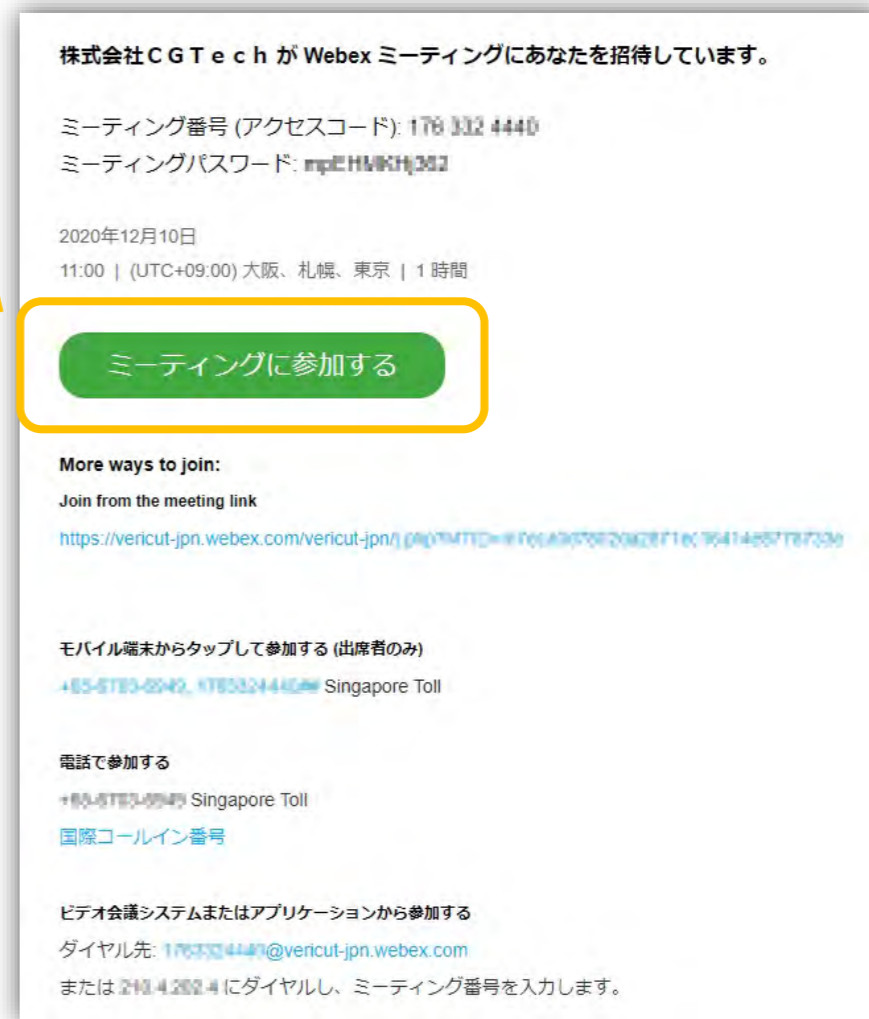 株式会社ＣＧＴｅｃｈ が Webex ミーティングにあなたを招待しています。
ミーティング番号 (アクセスコード):
ミーティングパスワード:
2020年12月10日
11:00 | (UTC+09:00) 大阪、札幌、東京 | 1 時間
ミーティングに参加する
More ways to join:
Join from the meeting link
https://vericut-jpn.webex.com/vericut-jpn/
モバイル端末からタップして参加する (出席者のみ)
Singapore Toll
電話で参加する
Singapore Toll
国際コールイン番号
ビデオ会議システムまたはアプリケーションから参加する
ダイヤル先: @vericut-jpn.webex.com
または にダイヤルし、ミーティング番号を入力します。